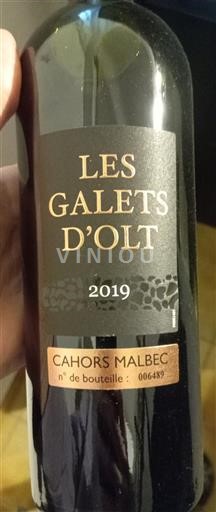 LES
GALETS
D'OLT
VINIOU
2019
CAHORS MALBEC
n° de bouteille : 006489